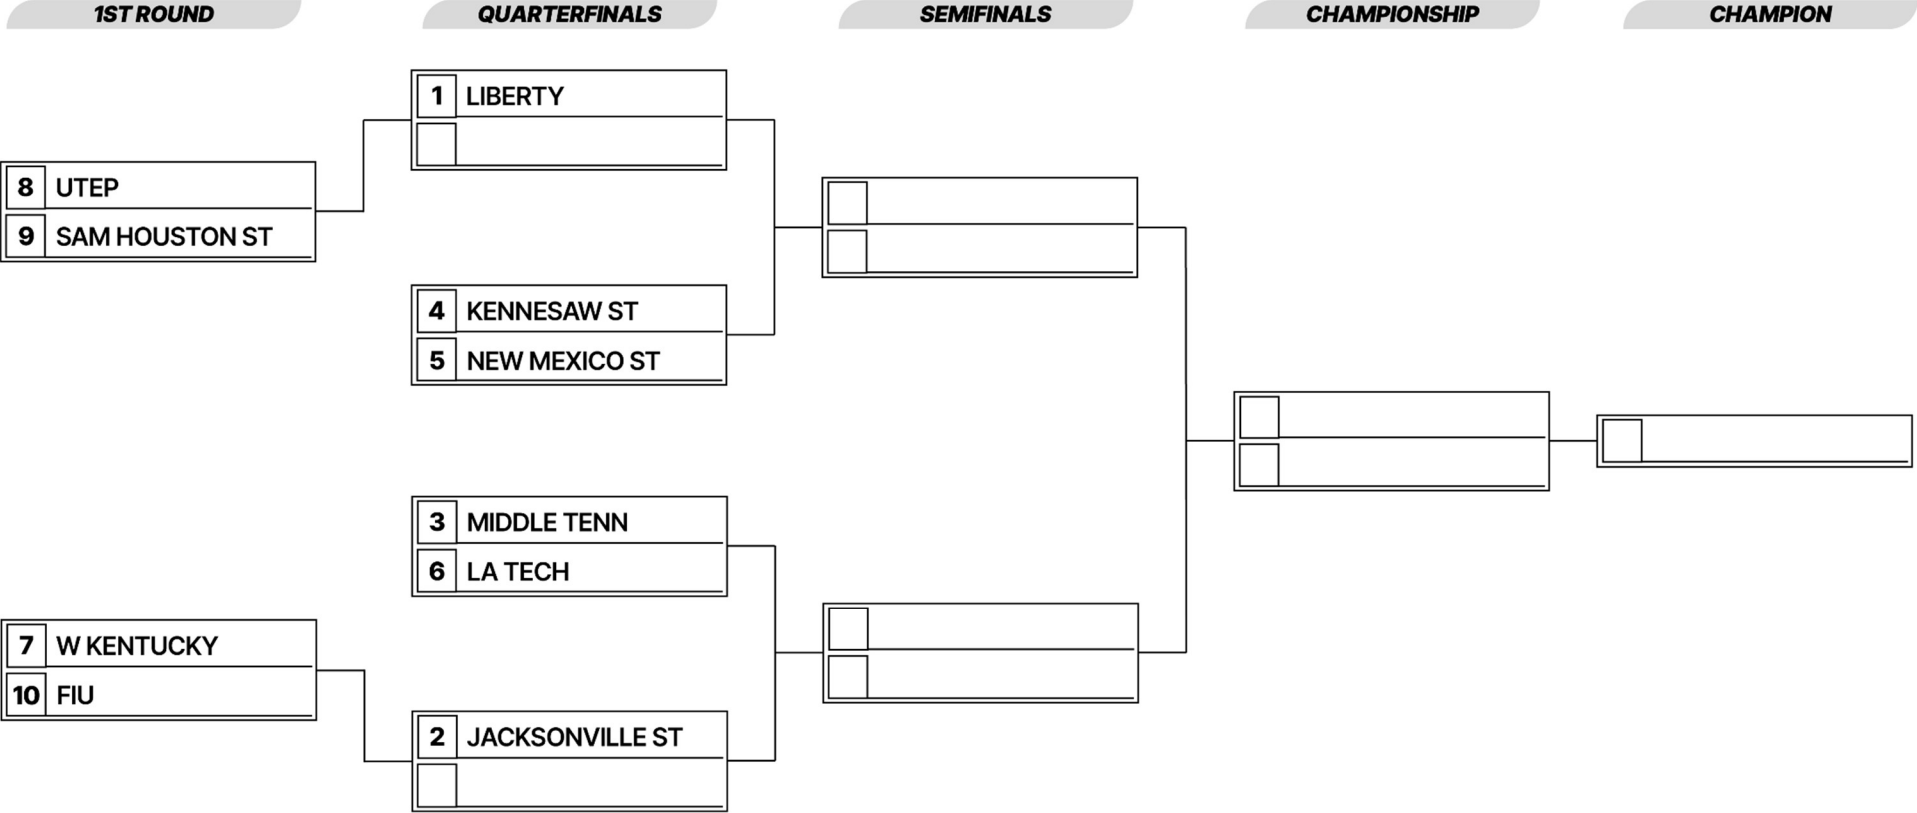 1ST ROUND
QUARTERFINALS
SEMIFINALS
CHAMPIONSHIP
CHAMPION
8 UTEP
9 SAM HOUSTON ST
7 W KENTUCKY
10 FIU
1 LIBERTY
4 KENNESAW ST
5 NEW MEXICO ST
3 MIDDLE TENN
6 LA TECH
2 JACKSONVILLE ST